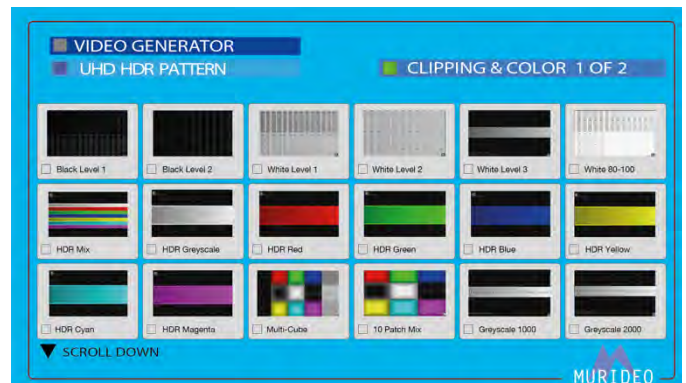 VIDEO GENERATOR
UHD HDR PATTERN
CLIPPING & COLOR 1 OF 2
Black Level 1
Black Level 2
White Level 1
White Level 2
White Level 3
White 80-100
HDR Mix
HDR Greyscale
HDR Red
HDR Green
HDR Blue
HDR Yellow
HDR Cyan
HDR Magenta
Multi-Cube
10 Patch Mix
Greyscale 1000
Greyscale 2000
SCROLL DOWN
MURIDEO